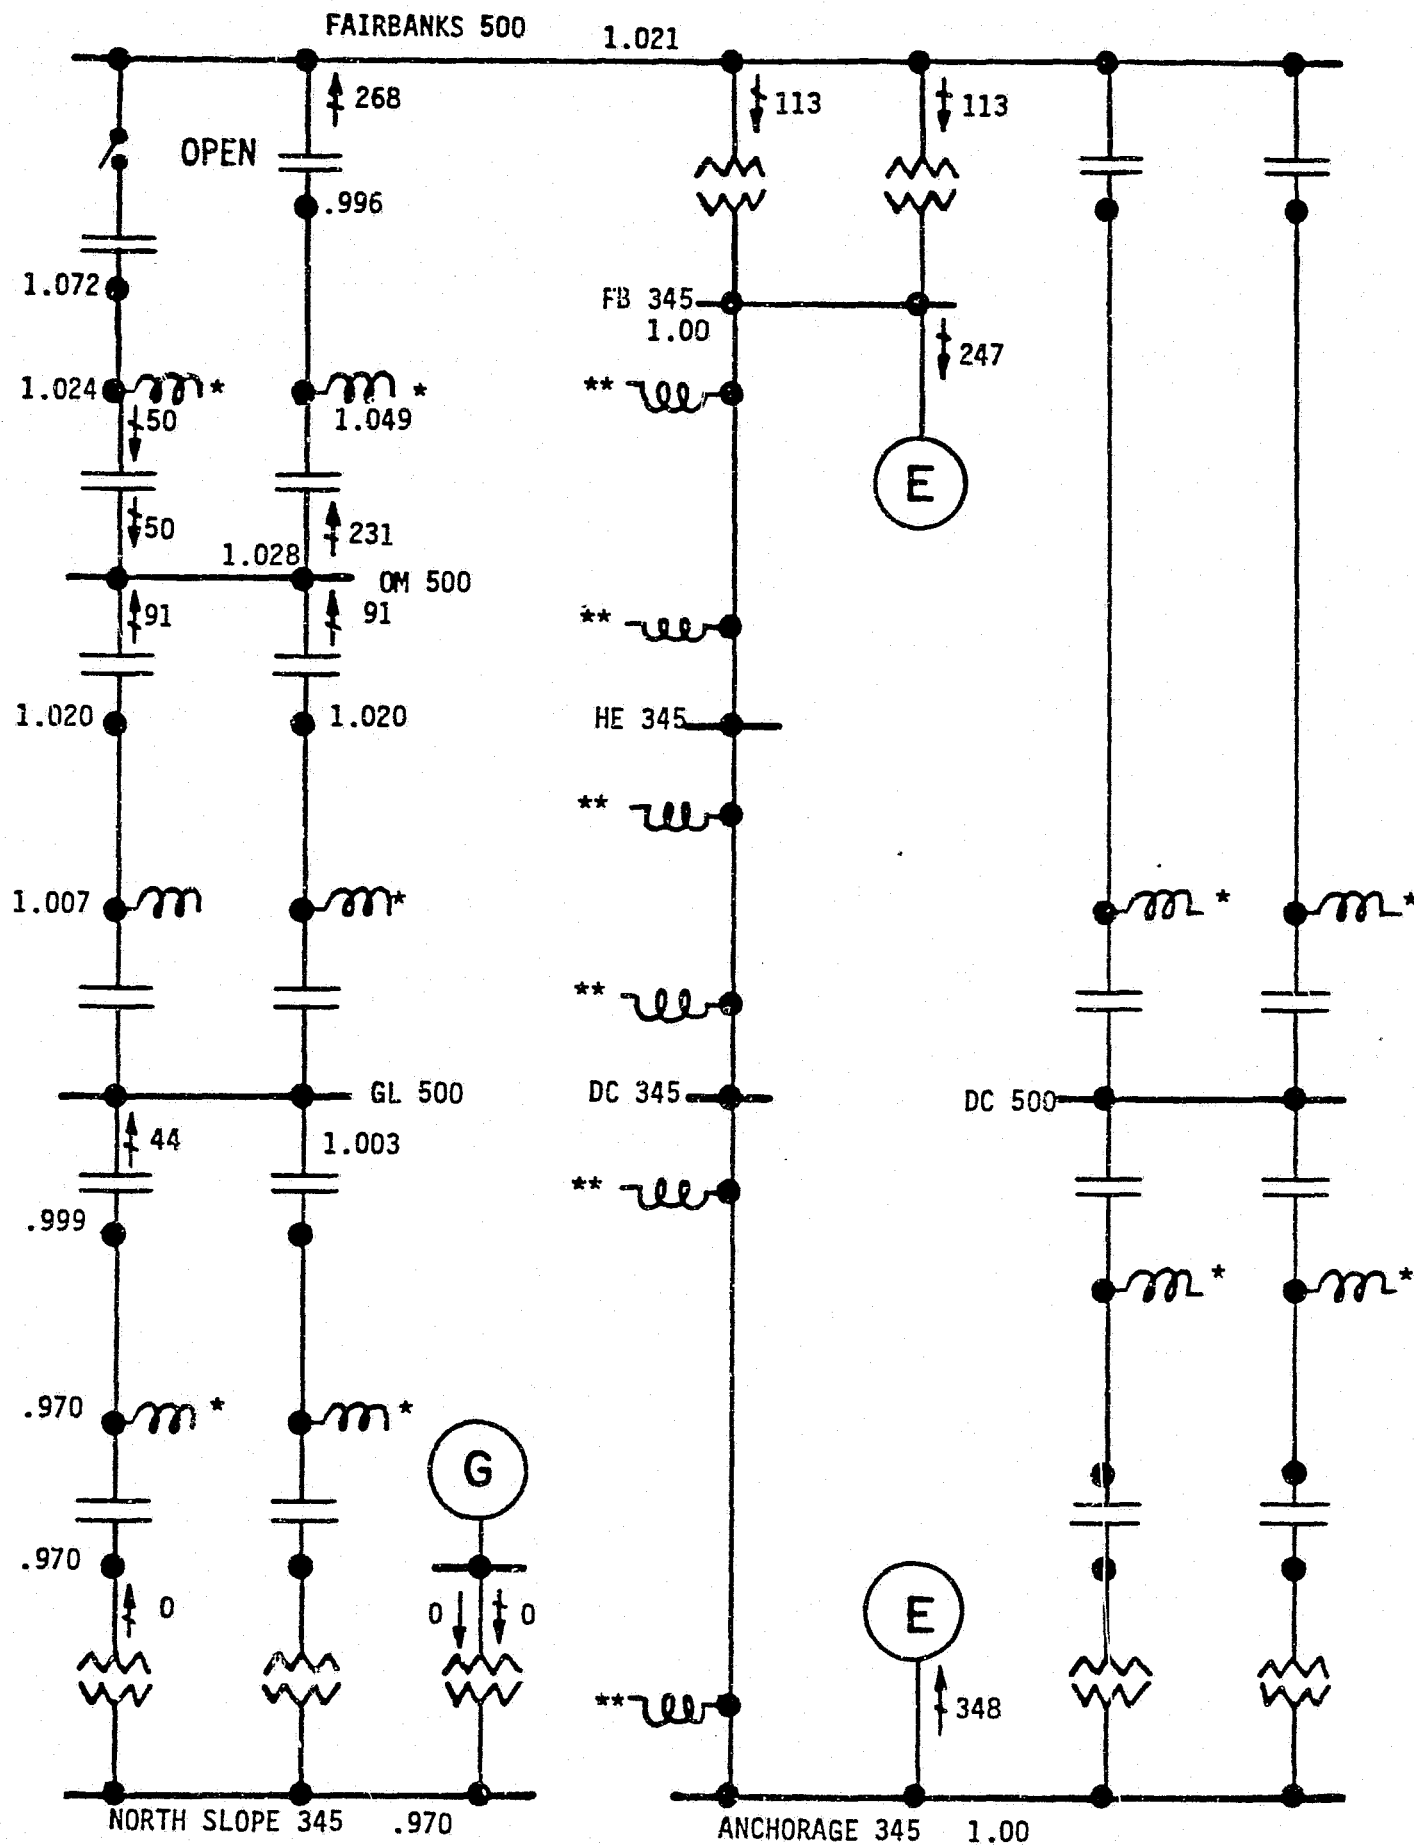 FAIRBANKS 500 1.021
268 113 113
OPEN
.996
1.072
FB 345
1.00
247
1.024 * * **
50 1.049
E
50 231
1.028
OM 500
91 91 **
1.020 1.020 HE 345
**
1.007 * * *
**
GL 500 DC 345 DC 500
44 1.003
**
.999
* *
.970 * *
G
.970
0 0 0
E
** 348
NORTH SLOPE 345 .970
ANCHORAGE 345 1.00